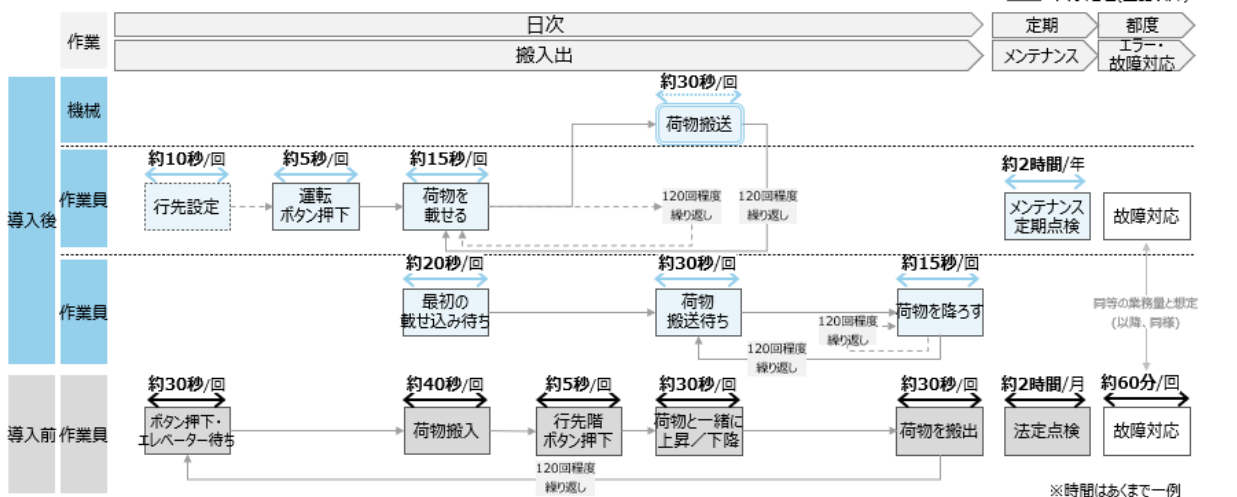 作業
日次
定期
都度
搬入出
メンテナンス
エラー・
故障対応
導入後
機械
約30秒/回
荷物搬送
作業員
約10秒/回
行先設定
約5秒/回
運転
ボタン押下
約15秒/回
荷物を
載せる
120回程度
繰り返し
120回程度
繰り返し
約2時間/年
メンテナンス
定期点検
故障対応
作業員
約20秒/回
最初の
載せ込み待ち
約30秒/回
荷物
搬送待ち
約15秒/回
荷物を降ろす
120回程度
繰り返し
120回程度
繰り返し
同等の業務量と想定
(以降、同様)
導入前
作業員
約30秒/回
ボタン押下・
エレベーター待ち
約40秒/回
荷物搬入
約5秒/回
行先階
ボタン押下
約30秒/回
荷物と一緒に
上昇／下降
約30秒/回
荷物を搬出
約2時間/月
法定点検
約60分/回
故障対応
120回程度
繰り返し
※時間はあくまで一例